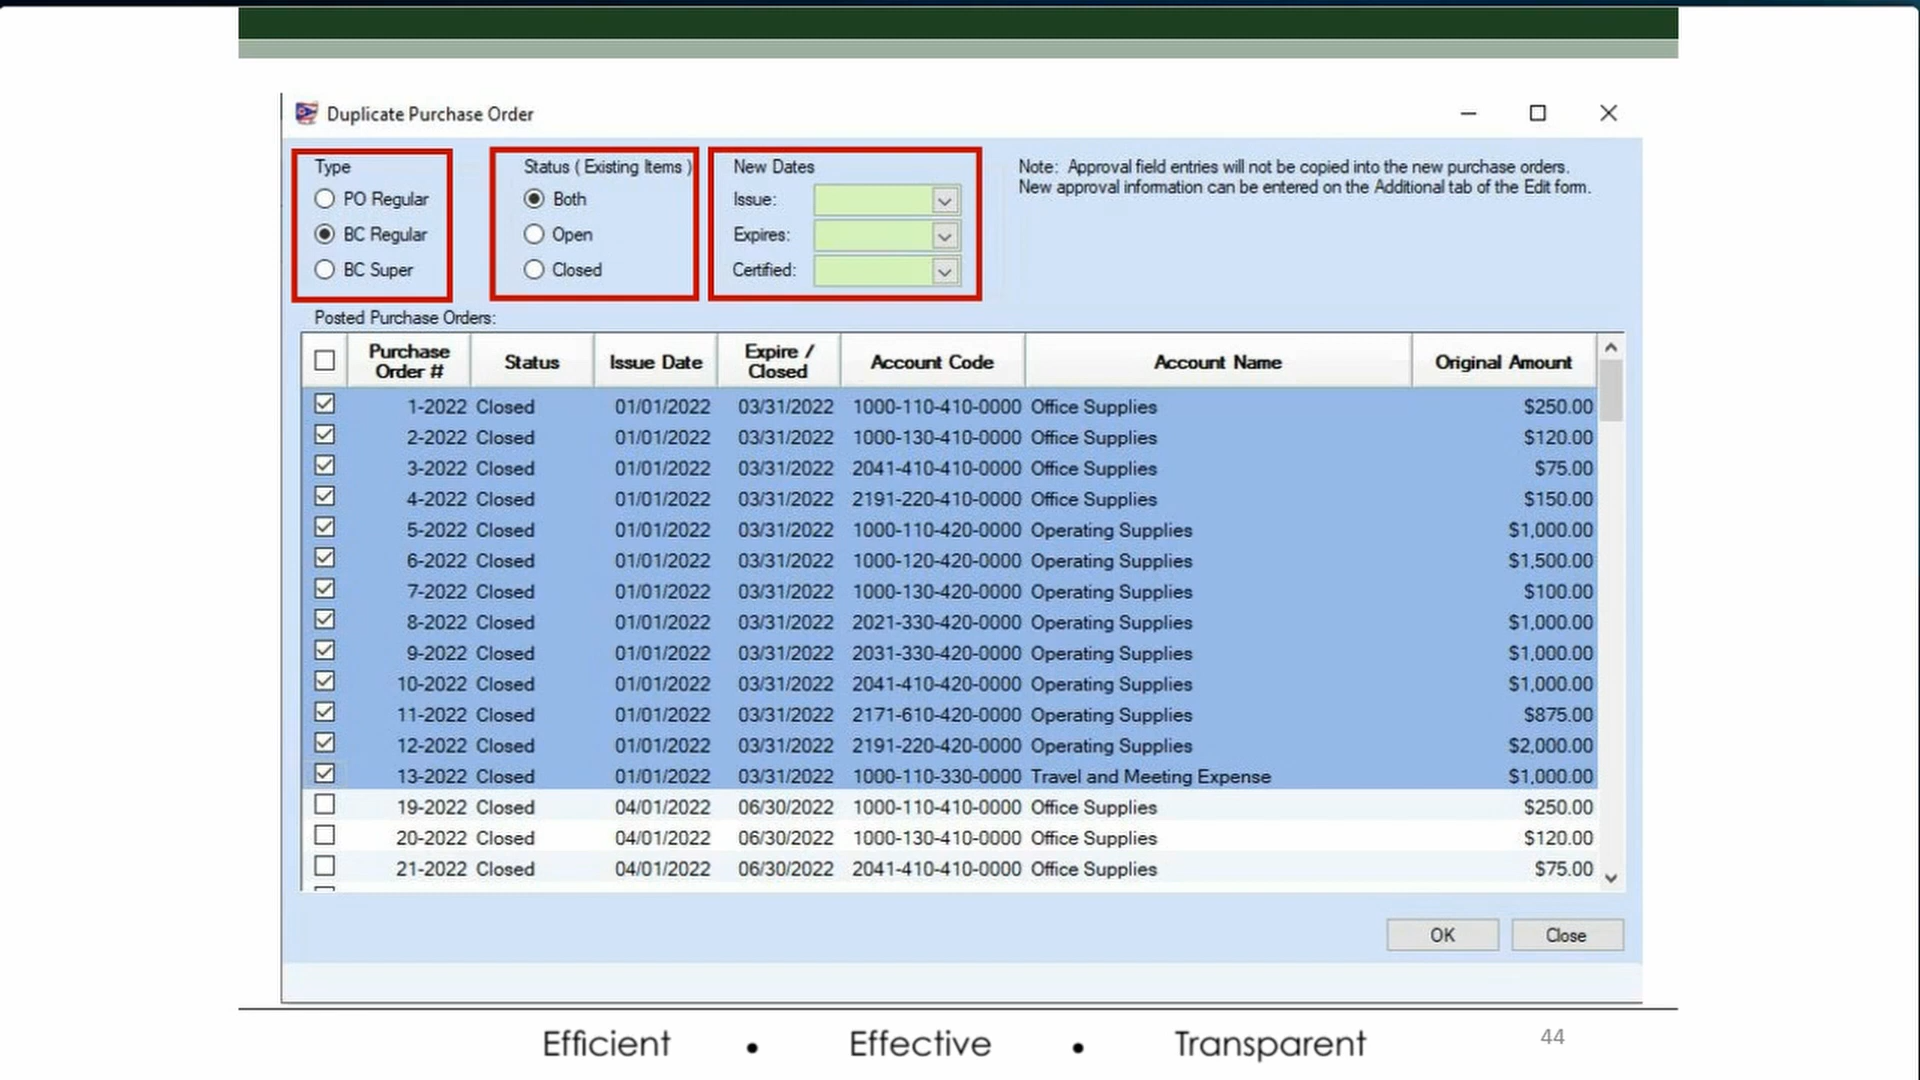 Duplicate Purchase Order
Type
PO Regular
BC Regular
BC Super
Status ( Existing Items )
Both
Open
Closed
New Dates
Issue:
Expires:
Certified:
Note: Approval field entries will not be copied into the new purchase orders.
New approval information can be entered on the Additional tab of the Edit form.
Posted Purchase Orders:
Purchase Order # Status Issue Date Expire / Closed Account Code Account Name Original Amount
1-2022 Closed 01/01/2022 03/31/2022 1000-110-410-0000 Office Supplies $250.00
2-2022 Closed 01/01/2022 03/31/2022 1000-130-410-0000 Office Supplies $120.00
3-2022 Closed 01/01/2022 03/31/2022 2041-410-410-0000 Office Supplies $75.00
4-2022 Closed 01/01/2022 03/31/2022 2191-220-410-0000 Office Supplies $150.00
5-2022 Closed 01/01/2022 03/31/2022 1000-110-420-0000 Operating Supplies $1,000.00
6-2022 Closed 01/01/2022 03/31/2022 1000-120-420-0000 Operating Supplies $1,500.00
7-2022 Closed 01/01/2022 03/31/2022 1000-130-420-0000 Operating Supplies $100.00
8-2022 Closed 01/01/2022 03/31/2022 2021-330-420-0000 Operating Supplies $1,000.00
9-2022 Closed 01/01/2022 03/31/2022 2031-330-420-0000 Operating Supplies $1,000.00
10-2022 Closed 01/01/2022 03/31/2022 2041-410-420-0000 Operating Supplies $1,000.00
11-2022 Closed 01/01/2022 03/31/2022 2171-610-420-0000 Operating Supplies $875.00
12-2022 Closed 01/01/2022 03/31/2022 2191-220-420-0000 Operating Supplies $2,000.00
13-2022 Closed 01/01/2022 03/31/2022 1000-110-330-0000 Travel and Meeting Expense $1,000.00
19-2022 Closed 04/01/2022 06/30/2022 1000-110-410-0000 Office Supplies $250.00
20-2022 Closed 04/01/2022 06/30/2022 1000-130-410-0000 Office Supplies $120.00
21-2022 Closed 04/01/2022 06/30/2022 2041-410-410-0000 Office Supplies $75.00
OK Close
Efficient • Effective • Transparent 44